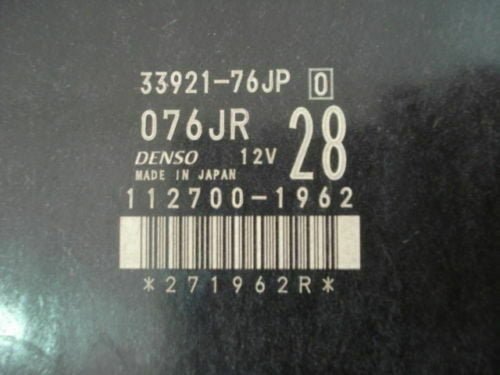 33921-76JP 0
076JR 28
DENSO 12V
MADE IN JAPAN
112700-1962
*271962R*